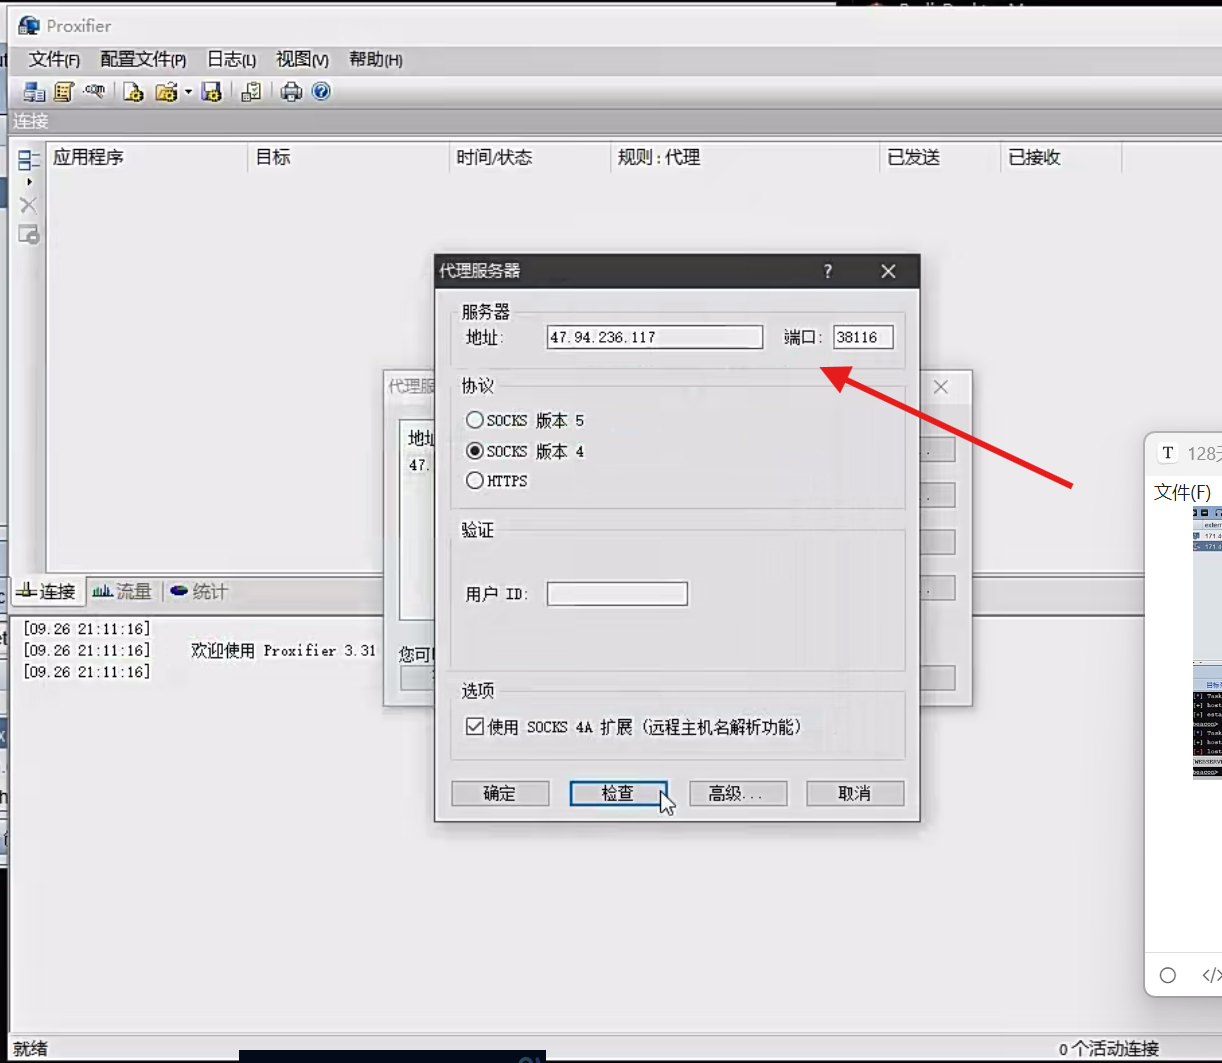 Proxifier
文件(F) 配置文件(P) 日志(L) 视图(V) 帮助(H)
.com
连接
应用程序 目标 时间/状态 规则 : 代理 已发送 已接收
代理服务器 ?
服务器
地址: 47.94.236.117 端口: 38116
代理服
协议
SOCKS 版本 5
地址
SOCKS 版本 4
47.
HTTPS
T 128天
文件(F)
验证
用户 ID:
连接 流量 统计
[09.26 21:11:16]
[09.26 21:11:16] 欢迎使用 Proxifier 3.31
您可
[09.26 21:11:16]
选项
使用 SOCKS 4A 扩展 (远程主机名解析功能)
确定 检查 高级... 取消
就绪 0 个活动连接